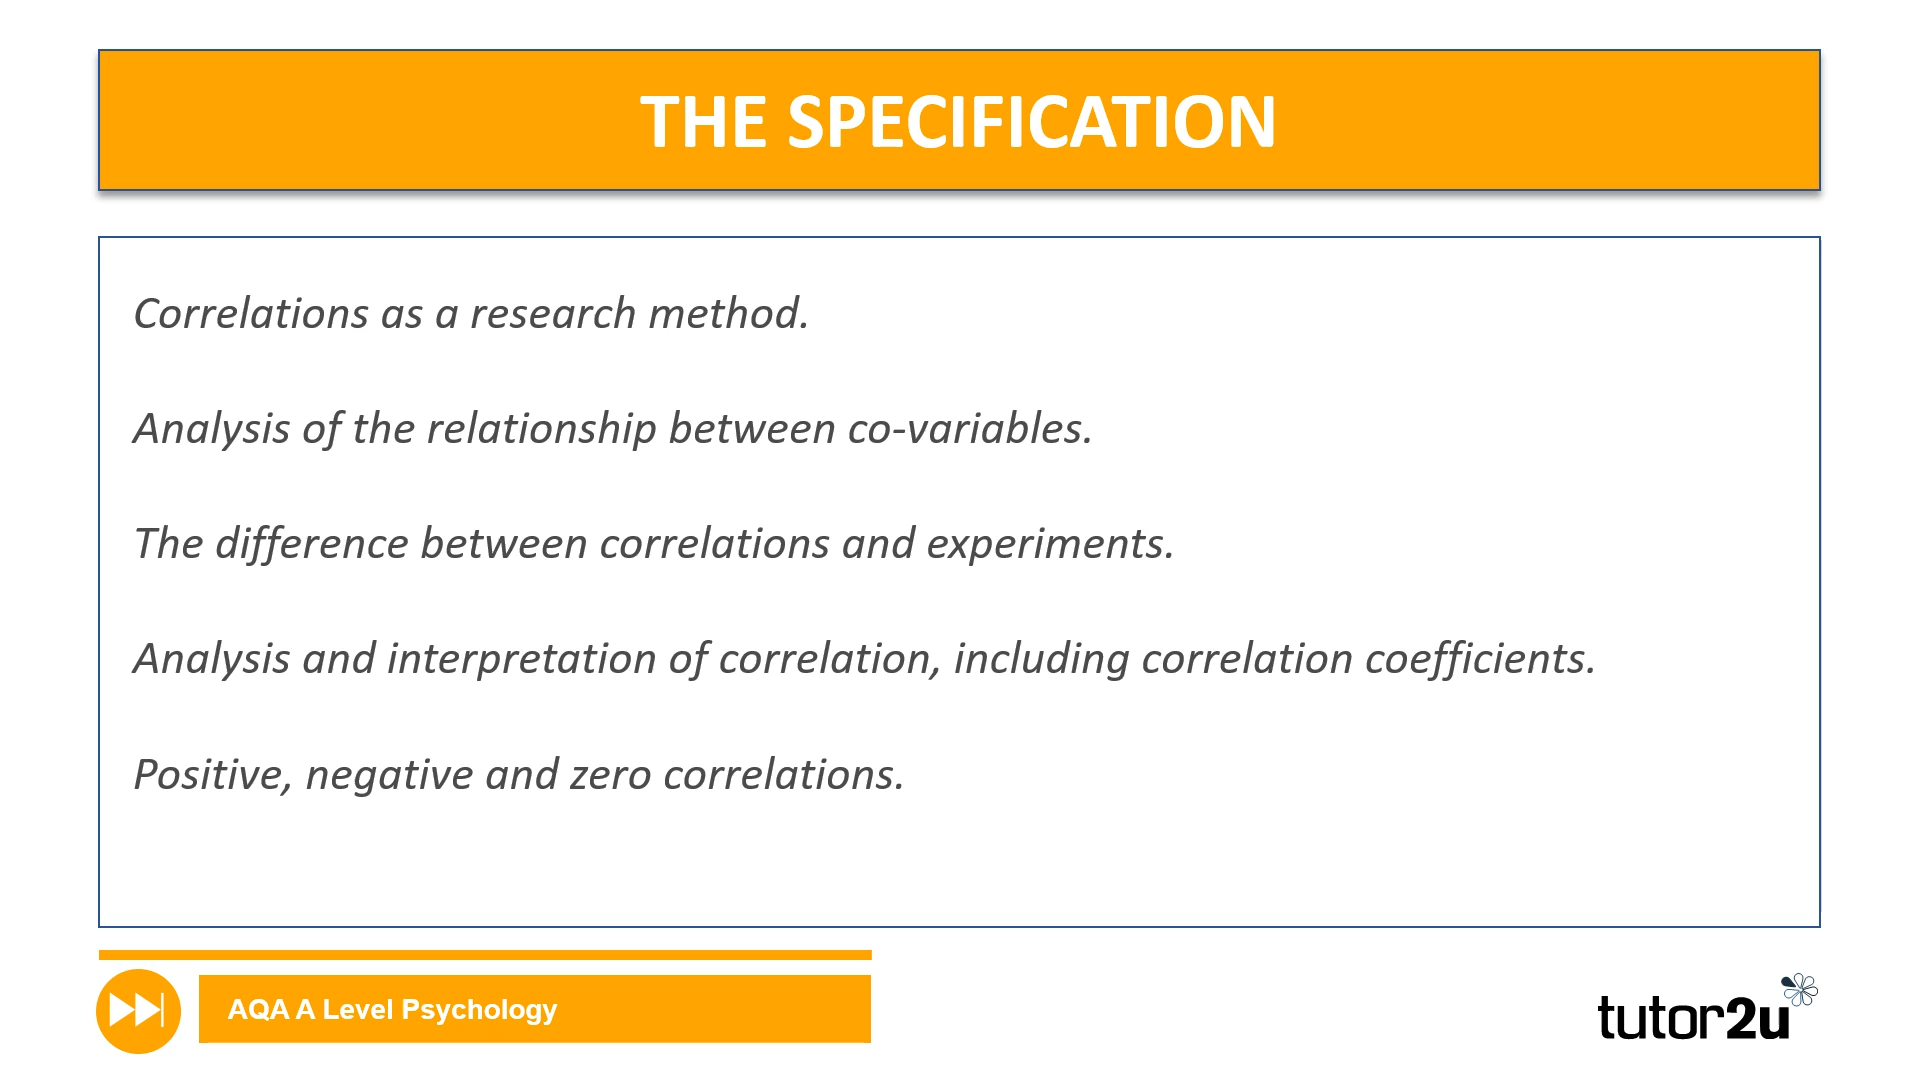 THE SPECIFICATION
Correlations as a research method.
Analysis of the relationship between co-variables.
The difference between correlations and experiments.
Analysis and interpretation of correlation, including correlation coefficients.
Positive, negative and zero correlations.
AQA A Level Psychology
tutor2u